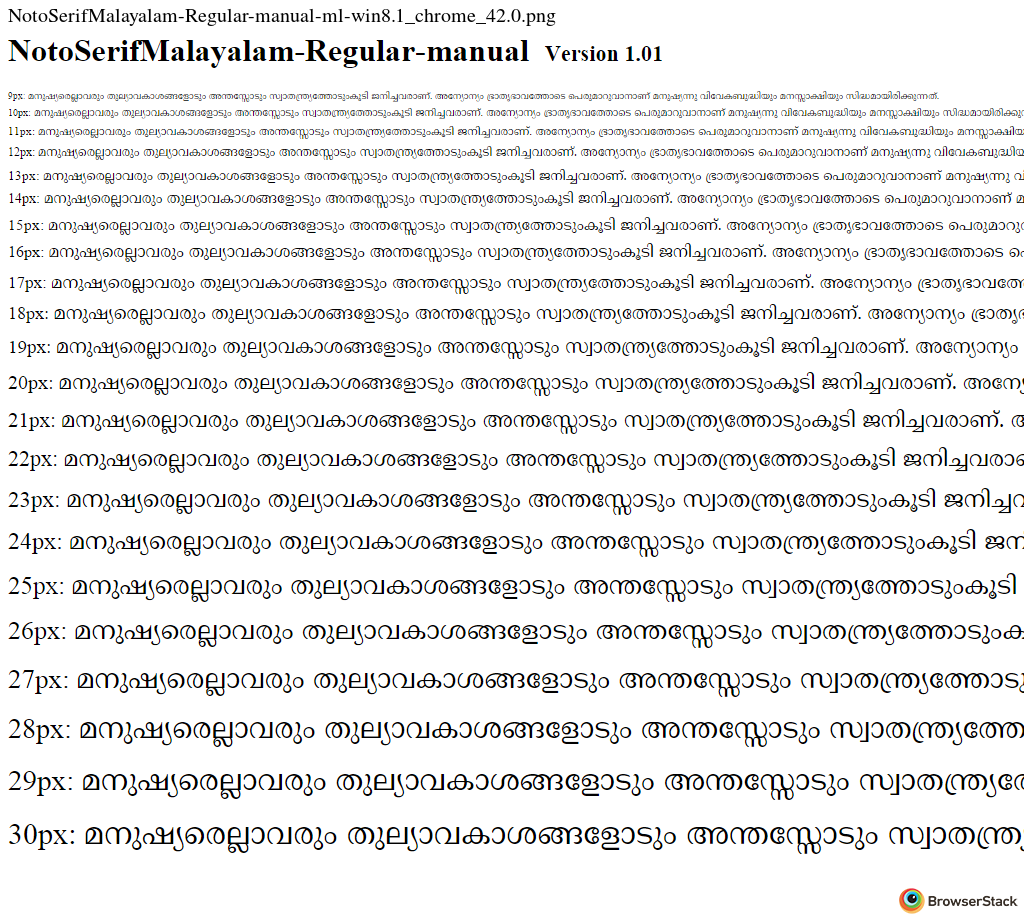 NotoSerifMalayalam-Regular-manual-ml-win8.1_chrome_42.0.png
NotoSerifMalayalam-Regular-manual Version 1.01
9px: മനുഷ്യരെല്ലാവരും തുല്യാവകാശങ്ങളോടും അന്തസ്സോടും സ്വാതന്ത്ര്യത്തോടുംകൂടി ജനിച്ചവരാണ്. അന്യോന്യം ഭ്രാതൃഭാവത്തോടെ പെരുമാറുവാനാണ് മനുഷ്യന്നു വിവേകബുദ്ധിയും മനസ്സാക്ഷിയും സിദ്ധമായിരിക്കുന്നത്.
10px: മനുഷ്യരെല്ലാവരും തുല്യാവകാശങ്ങളോടും അന്തസ്സോടും സ്വാതന്ത്ര്യത്തോടുംകൂടി ജനിച്ചവരാണ്. അന്യോന്യം ഭ്രാതൃഭാവത്തോടെ പെരുമാറുവാനാണ് മനുഷ്യന്നു വിവേകബുദ്ധിയും മനസ്സാക്ഷിയും
11px: മനുഷ്യരെല്ലാവരും തുല്യാവകാശങ്ങളോടും അന്തസ്സോടും സ്വാതന്ത്ര്യത്തോടുംകൂടി ജനിച്ചവരാണ്. അന്യോന്യം ഭ്രാതൃഭാവത്തോടെ പെരുമാറുവാനാണ് മനുഷ്യന്നു വിവേകബുദ്ധിയും മനസ്സാക്ഷിയ
12px: മനുഷ്യരെല്ലാവരും തുല്യാവകാശങ്ങളോടും അന്തസ്സോടും സ്വാതന്ത്ര്യത്തോടുംകൂടി ജനിച്ചവരാണ്. അന്യോന്യം ഭ്രാതൃഭാവത്തോടെ പെരുമാറുവാനാണ് മനുഷ്യന്നു വിവേകബുദ്ധിയ
13px: മനുഷ്യരെല്ലാവരും തുല്യാവകാശങ്ങളോടും അന്തസ്സോടും സ്വാതന്ത്ര്യത്തോടുംകൂടി ജനിച്ചവരാണ്. അന്യോന്യം ഭ്രാതൃഭാവത്തോടെ പെരുമാറുവാനാണ് മനുഷ്യന്നു വി
14px: മനുഷ്യരെല്ലാവരും തുല്യാവകാശങ്ങളോടും അന്തസ്സോടും സ്വാതന്ത്ര്യത്തോടുംകൂടി ജനിച്ചവരാണ്. അന്യോന്യം ഭ്രാതൃഭാവത്തോടെ പെരുമാറുവാനാണ് മ
15px: മനുഷ്യരെല്ലാവരും തുല്യാവകാശങ്ങളോടും അന്തസ്സോടും സ്വാതന്ത്ര്യത്തോടുംകൂടി ജനിച്ചവരാണ്. അന്യോന്യം ഭ്രാതൃഭാവത്തോടെ പെരുമാറു
16px: മനുഷ്യരെല്ലാവരും തുല്യാവകാശങ്ങളോടും അന്തസ്സോടും സ്വാതന്ത്ര്യത്തോടുംകൂടി ജനിച്ചവരാണ്. അന്യോന്യം ഭ്രാതൃഭാവത്തോടെ
17px: മനുഷ്യരെല്ലാവരും തുല്യാവകാശങ്ങളോടും അന്തസ്സോടും സ്വാതന്ത്ര്യത്തോടുംകൂടി ജനിച്ചവരാണ്. അന്യോന്യം ഭ്രാതൃഭാവത്തേ
18px: മനുഷ്യരെല്ലാവരും തുല്യാവകാശങ്ങളോടും അന്തസ്സോടും സ്വാതന്ത്ര്യത്തോടുംകൂടി ജനിച്ചവരാണ്. അന്യോന്യം ഭ്രാതൃഭ
19px: മനുഷ്യരെല്ലാവരും തുല്യാവകാശങ്ങളോടും അന്തസ്സോടും സ്വാതന്ത്ര്യത്തോടുംകൂടി ജനിച്ചവരാണ്. അന്യോന്യം
20px: മനുഷ്യരെല്ലാവരും തുല്യാവകാശങ്ങളോടും അന്തസ്സോടും സ്വാതന്ത്ര്യത്തോടുംകൂടി ജനിച്ചവരാണ്. അന്യേ
21px: മനുഷ്യരെല്ലാവരും തുല്യാവകാശങ്ങളോടും അന്തസ്സോടും സ്വാതന്ത്ര്യത്തോടുംകൂടി ജനിച്ചവരാണ്.
22px: മനുഷ്യരെല്ലാവരും തുല്യാവകാശങ്ങളോടും അന്തസ്സോടും സ്വാതന്ത്ര്യത്തോടുംകൂടി ജനിച്ചവരാണ
23px: മനുഷ്യരെല്ലാവരും തുല്യാവകാശങ്ങളോടും അന്തസ്സോടും സ്വാതന്ത്ര്യത്തോടുംകൂടി ജനിച്ചവ
24px: മനുഷ്യരെല്ലാവരും തുല്യാവകാശങ്ങളോടും അന്തസ്സോടും സ്വാതന്ത്ര്യത്തോടുംകൂടി ജന
25px: മനുഷ്യരെല്ലാവരും തുല്യാവകാശങ്ങളോടും അന്തസ്സോടും സ്വാതന്ത്ര്യത്തോടുംകൂടി
26px: മനുഷ്യരെല്ലാവരും തുല്യാവകാശങ്ങളോടും അന്തസ്സോടും സ്വാതന്ത്ര്യത്തോടുംക
27px: മനുഷ്യരെല്ലാവരും തുല്യാവകാശങ്ങളോടും അന്തസ്സോടും സ്വാതന്ത്ര്യത്തോടു
28px: മനുഷ്യരെല്ലാവരും തുല്യാവകാശങ്ങളോടും അന്തസ്സോടും സ്വാതന്ത്ര്യത്തേ
29px: മനുഷ്യരെല്ലാവരും തുല്യാവകാശങ്ങളോടും അന്തസ്സോടും സ്വാതന്ത്ര്യ
30px: മനുഷ്യരെല്ലാവരും തുല്യാവകാശങ്ങളോടും അന്തസ്സോടും സ്വാതന്ത്ര
BrowserStack